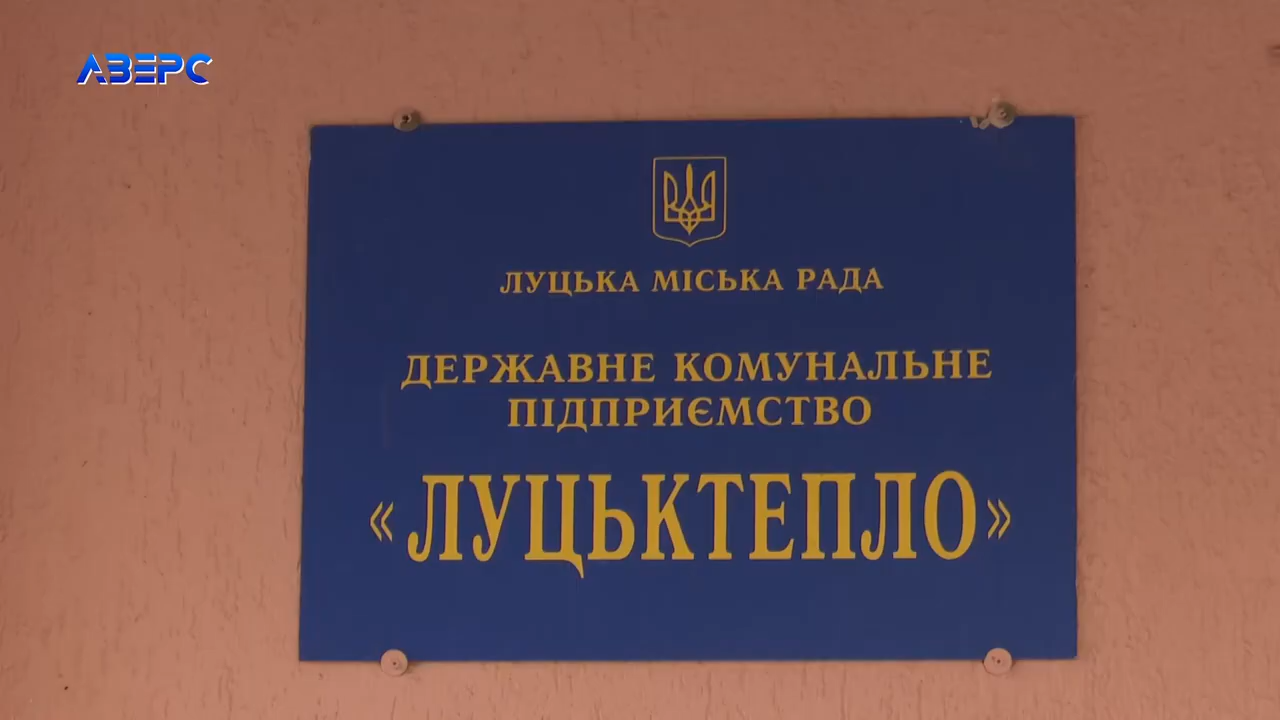 АВЕРС
ЛУЦЬКА МІСЬКА РАДА
ДЕРЖАВНЕ КОМУНАЛЬНЕ
ПІДПРИЄМСТВО
«ЛУЦЬКТЕПЛО»